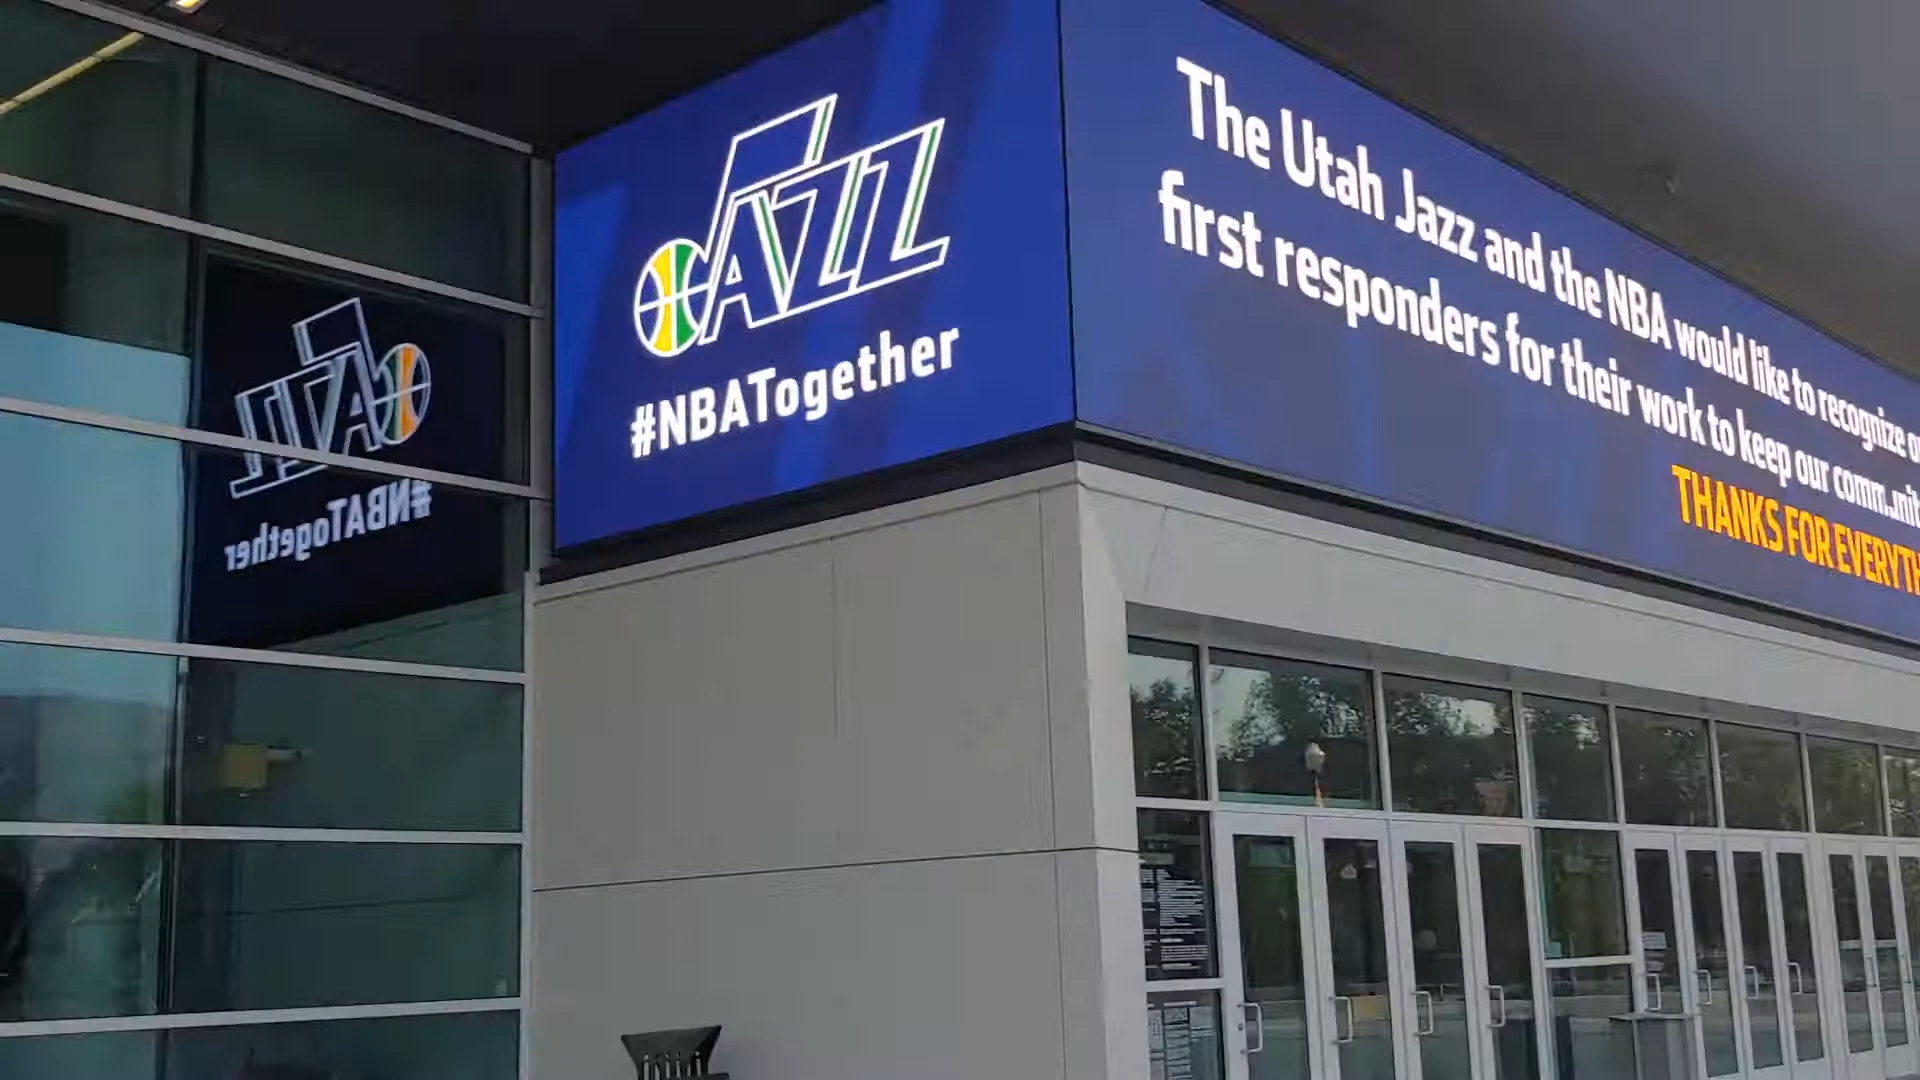 JAZZ
#NBATogether
The Utah Jazz and the NBA would like to recognize
first responders for their work to keep our
THANKS FOR
JAZZ
#NBATogether